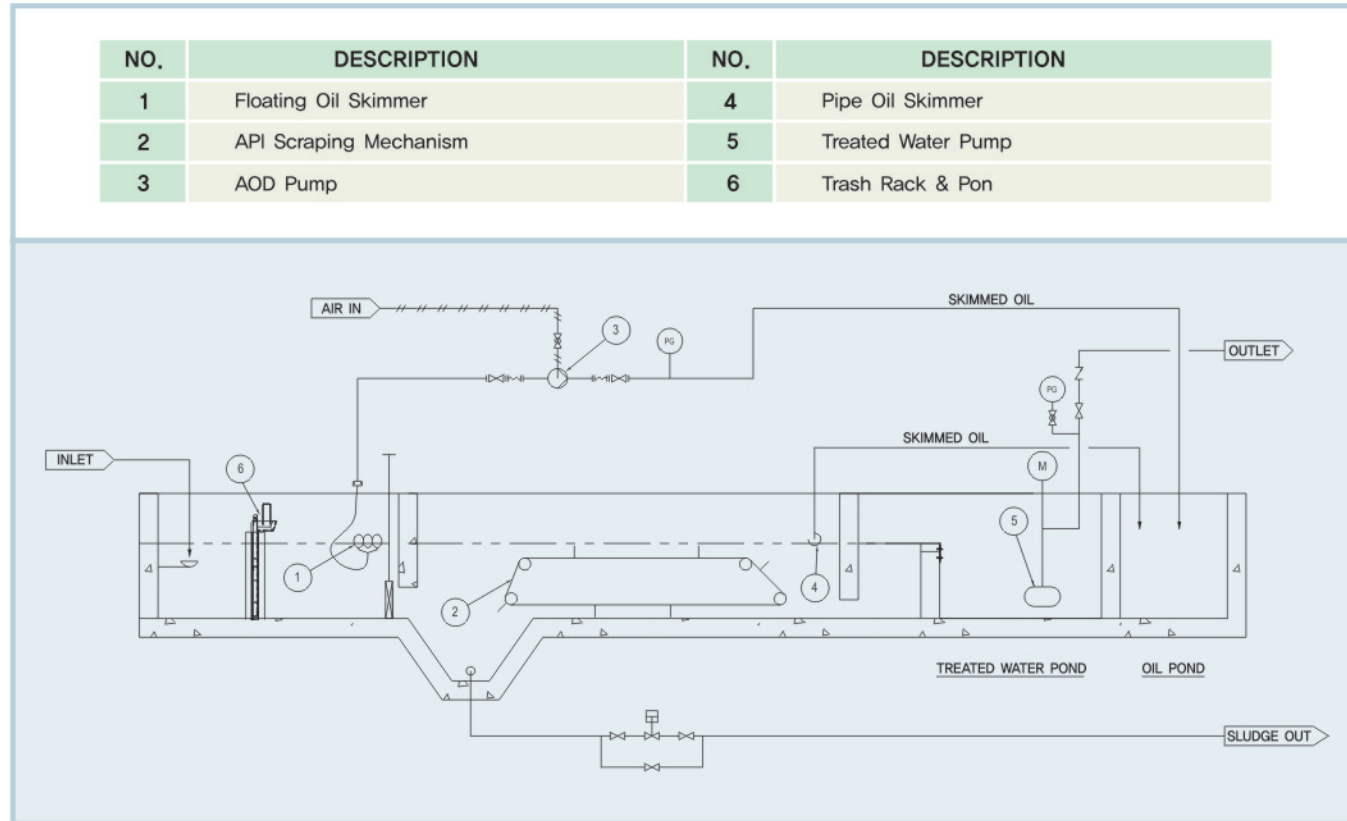 NO. DESCRIPTION NO. DESCRIPTION
1 Floating Oil Skimmer 4 Pipe Oil Skimmer
2 API Scraping Mechanism 5 Treated Water Pump
3 AOD Pump 6 Trash Rack & Pon
SKIMMED OIL
AIR IN
3
PG
OUTLET
PG
SKIMMED OIL
INLET
6
M
5
1
4
2
TREATED WATER POND
OIL POND
SLUDGE OUT